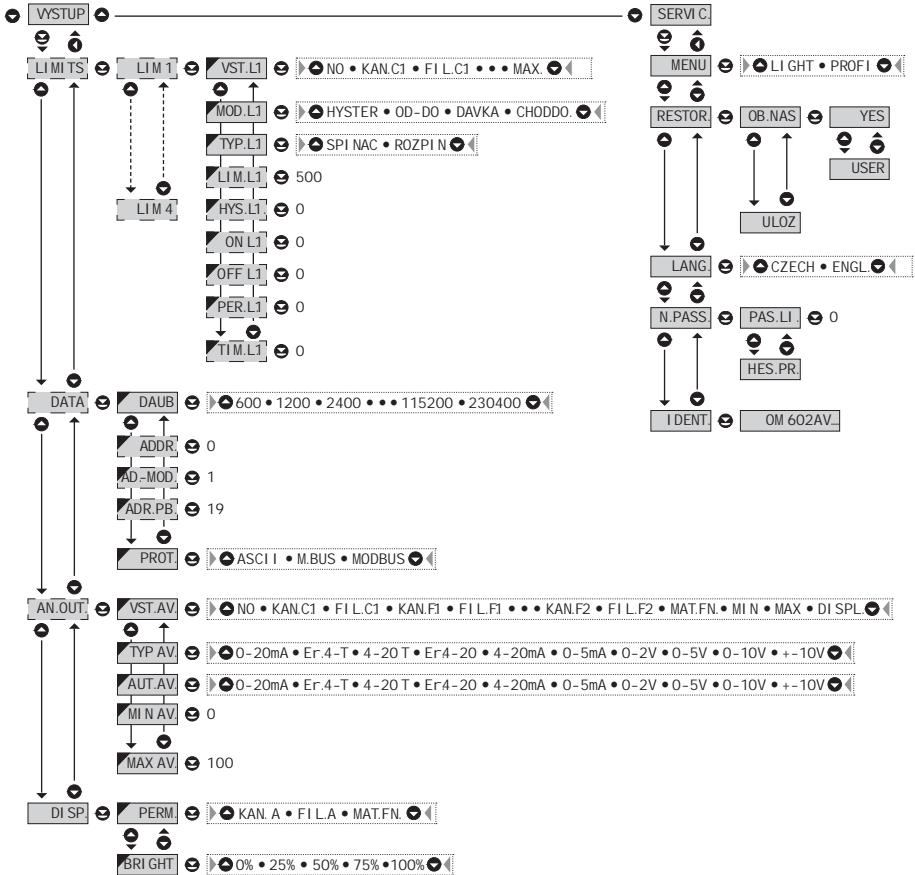 VYSTUP
SERVIC.
LIMITS
LIM 1
VST.L1
NO • KAN.C1 • FIL.C1 • • • MAX.
MENU
LIGHT • PROFI
MOD.L1
HYSTER • OD-DO • DAVKA • CHODDO.
RESTOR.
OB.NAS
YES
TYP.L1
SPINAC • ROZPIN
USER
LIM.L1
500
LIM 4
HYS.L1.
0
ULOZ
ON L1
0
OFF L1
0
LANG.
CZECH • ENGL.
PER.L1
0
N.PASS.
PAS.LI.
0
TIM.L1
0
HES.PR.
DATA
DAUB
600 • 1200 • 2400 • • • 115200 • 230400
IDENT.
OM 602AV...
ADDR.
0
AD.-MOD.
1
ADR.PB.
19
PROT.
ASCII • M.BUS • MODBUS
AN.OUT.
VST.AV.
NO • KAN.C1 • FIL.C1 • KAN.F1 • FIL.F1 • • • KAN.F2 • FIL.F2 • MAT.FN. • MIN • MAX • DISPL.
TYP AV.
0-20mA • Er.4-T • 4-20 T • Er4-20 • 4-20mA • 0-5mA • 0-2V • 0-5V • 0-10V • +-10V
AUT.AV.
0-20mA • Er.4-T • 4-20 T • Er4-20 • 4-20mA • 0-5mA • 0-2V • 0-5V • 0-10V • +-10V
MIN AV.
0
MAX AV.
100
DISP.
PERM.
KAN. A • FIL.A • MAT.FN.
BRIGHT
0% • 25% • 50% • 75% •100%